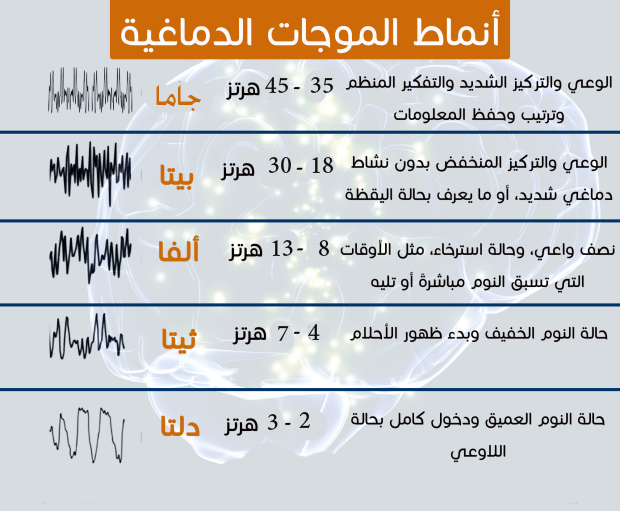 أنماط الموجات الدماغية
الوعي والتركيز الشديد والتفكير المنظم 35 - 45 هرتز جاما
وترتيب وحفظ المعلومات
الوعي والتركيز المنخفض بدون نشاط 18 - 30 هرتز بيتا
دماغي شديد، أو ما يعرف بحالة اليقظة
نصف واعي، وحالة استرخاء، مثل الأوقات 8 - 13 هرتز ألفا
التي تسبق النوم مباشرة أو تليه
حالة النوم الخفيف وبدء ظهور الأحلام 4 - 7 هرتز ثيتا
حالة النوم العميق ودخول كامل بحالة 2 - 3 هرتز دلتا
اللاوعي